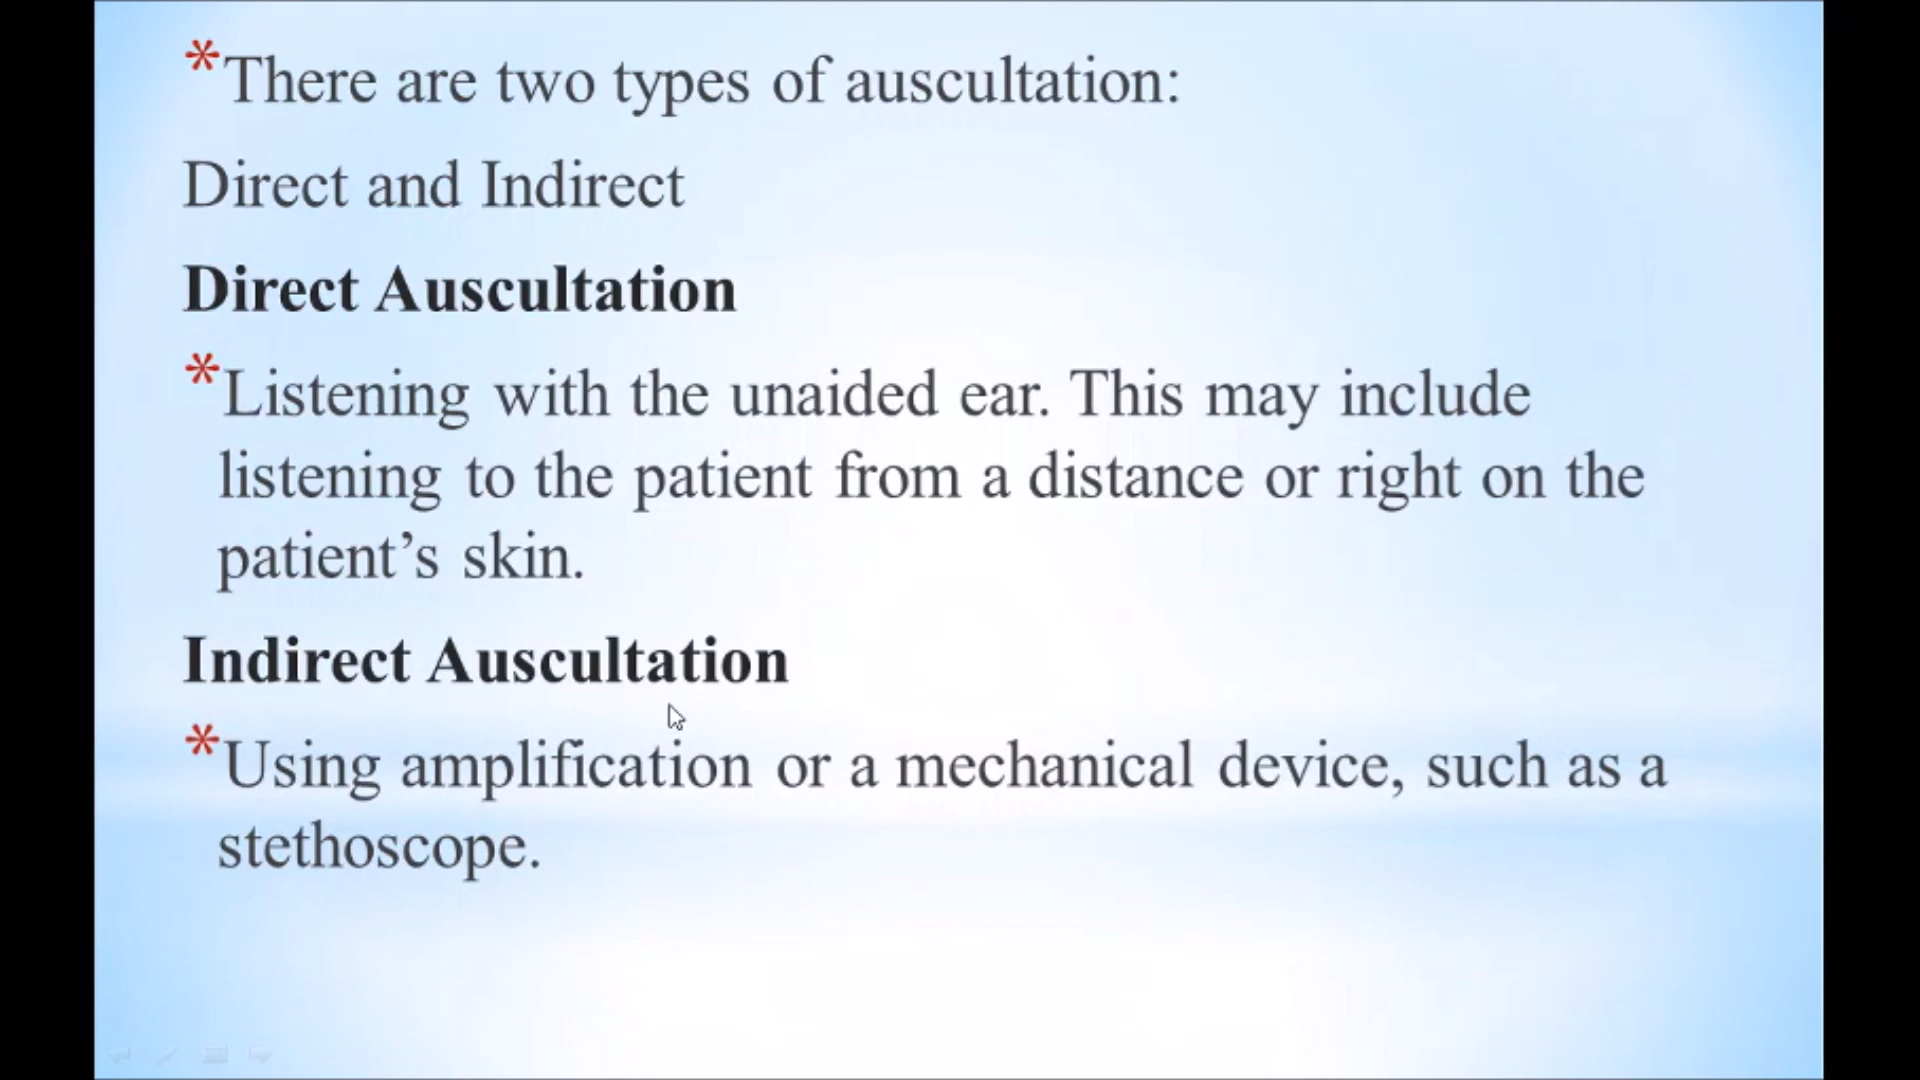 *There are two types of auscultation:
Direct and Indirect
Direct Auscultation
*Listening with the unaided ear. This may include
listening to the patient from a distance or right on the
patient’s skin.
Indirect Auscultation
*Using amplification or a mechanical device, such as a
stethoscope.